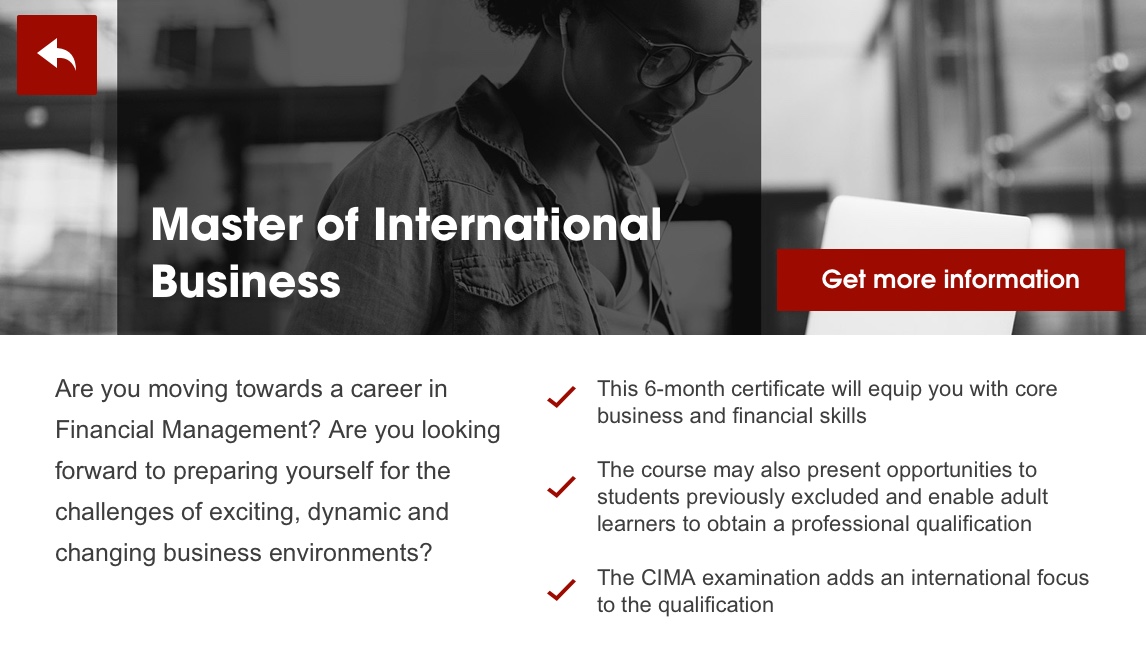 Master of International
Business
Get more information
Are you moving towards a career in
Financial Management? Are you looking
forward to preparing yourself for the
challenges of exciting, dynamic and
changing business environments?
This 6-month certificate will equip you with core
business and financial skills
The course may also present opportunities to
students previously excluded and enable adult
learners to obtain a professional qualification
The CIMA examination adds an international focus
to the qualification